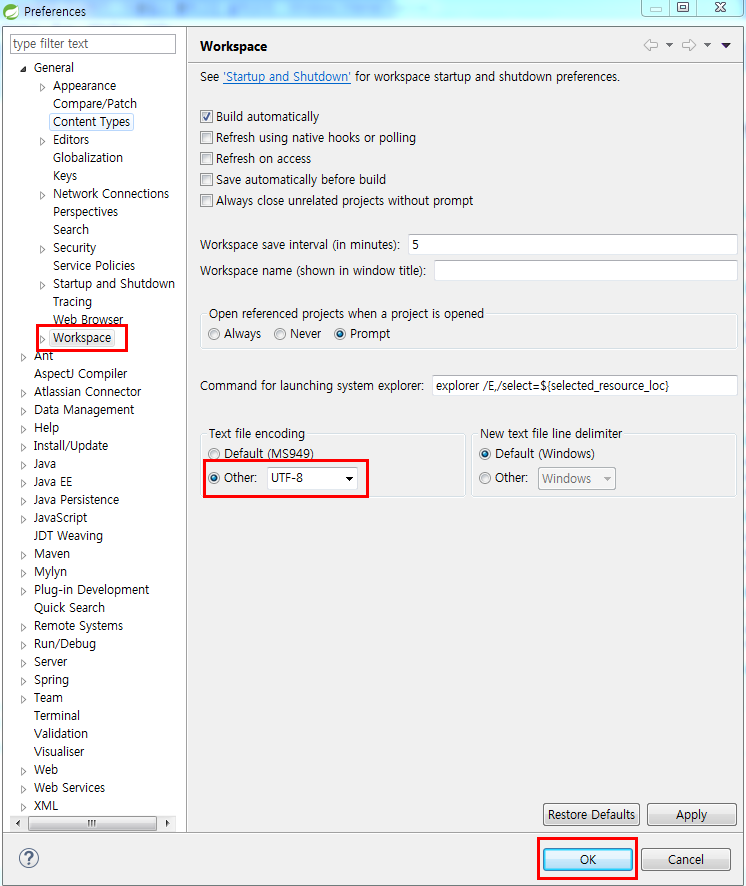 Preferences
type filter text
General
Appearance
Compare/Patch
Content Types
Editors
Globalization
Keys
Network Connections
Perspectives
Search
Security
Service Policies
Startup and Shutdown
Tracing
Web Browser
Workspace
Ant
AspectJ Compiler
Atlassian Connector
Data Management
Help
Install/Update
Java
Java EE
Java Persistence
JavaScript
JDT Weaving
Maven
Mylyn
Plug-in Development
Quick Search
Remote Systems
Run/Debug
Server
Spring
Team
Terminal
Validation
Visualiser
Web
Web Services
XML
Workspace
See 'Startup and Shutdown' for workspace startup and shutdown preferences.
Build automatically
Refresh using native hooks or polling
Refresh on access
Save automatically before build
Always close unrelated projects without prompt
Workspace save interval (in minutes): 5
Workspace name (shown in window title):
Open referenced projects when a project is opened
Always Never Prompt
Command for launching system explorer: explorer /E,/select=${selected_resource_loc}
Text file encoding
Default (MS949)
Other: UTF-8
New text file line delimiter
Default (Windows)
Other: Windows
Restore Defaults Apply
? OK Cancel